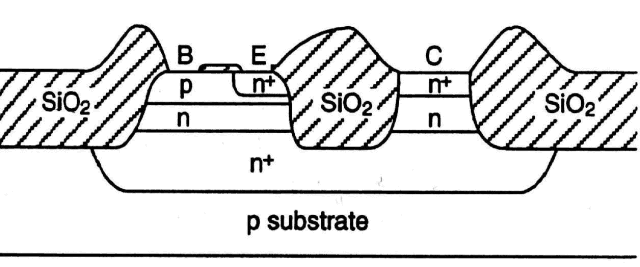 B E C
p n+ n+
SiO2 SiO2 SiO2
n n
n+
p substrate